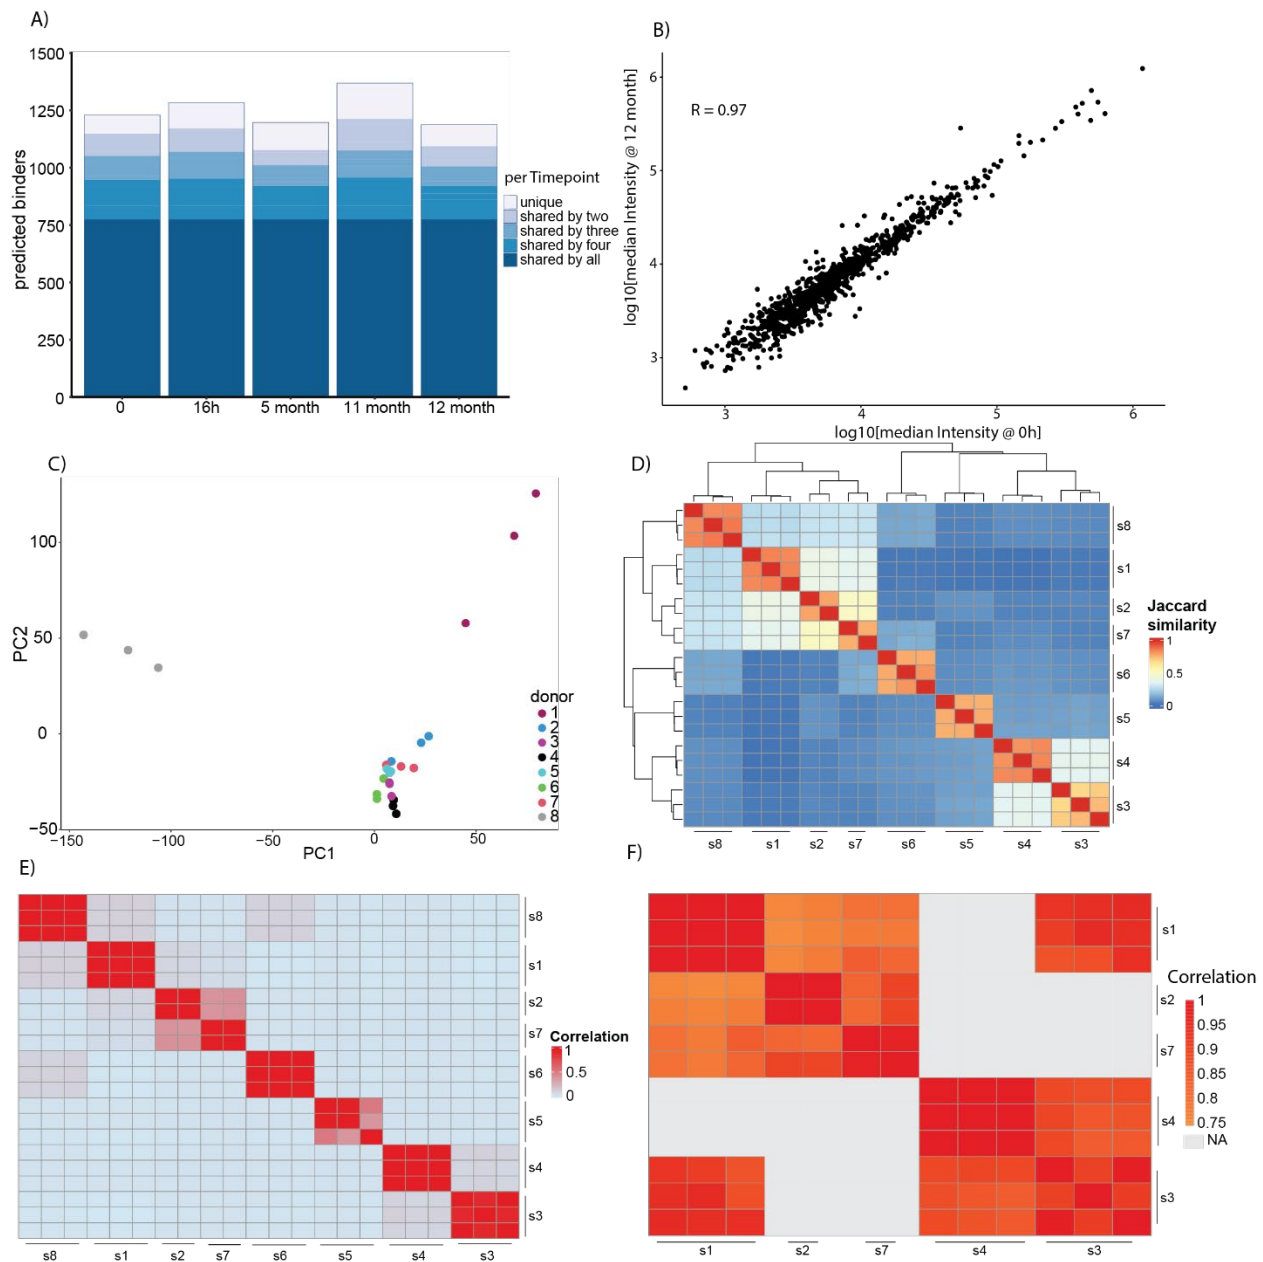 A)
1500
1250
1000
750
500
250
0
predicted binders
0 16h 5 month 11 month 12 month
per Timepoint
unique
shared by two
shared by three
shared by four
shared by all
B)
R = 0.97
log10[median Intensity @ 12 month]
6
5
4
3
3 4 5 6
log10[median Intensity @ 0h]
C)
100
50
0
−50
PC2
−150 −100 −50 0 50
PC1
donor
1
2
3
4
5
6
7
8
D)
s8
s1
s2
s7
s6
s5
s4
s3
s8 s1 s2 s7 s6 s5 s4 s3
Jaccard
similarity
1
0.5
0
E)
s8
s1
s2
s7
s6
s5
s4
s3
s8 s1 s2 s7 s6 s5 s4 s3
Correlation
1
0.5
0
F)
s1
s2
s7
s4
s3
s1 s2 s7 s4 s3
Correlation
1
0.95
0.9
0.85
0.8
0.75
NA